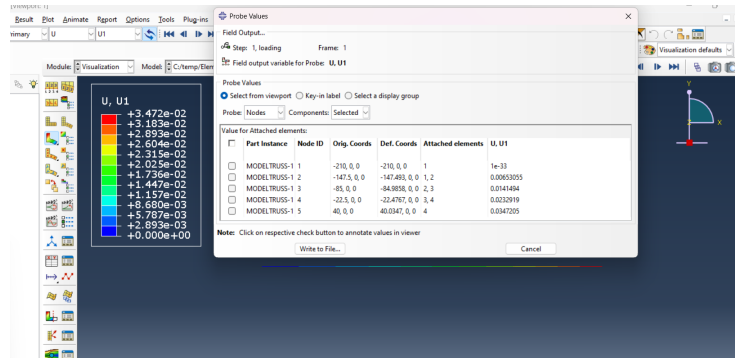 [Viewport: 1]
Result Plot Animate Report Options Tools Plug-ins
rimary U U1
Visualization defaults
Module: Visualization Model: C:/temp/Elem
U, U1
+3.472e-02
+3.183e-02
+2.893e-02
+2.604e-02
+2.315e-02
+2.025e-02
+1.736e-02
+1.447e-02
+1.157e-02
+8.680e-03
+5.787e-03
+2.893e-03
+0.000e+00
Probe Values
Field Output...
Step: 1, loading Frame: 1
Field output variable for Probe: U, U1
Probe Values
Select from viewport Key-in label Select a display group
Probe: Nodes Components: Selected
Value for Attached elements:
Part Instance Node ID Orig. Coords Def. Coords Attached elements U, U1
MODELTRUSS-1 1 -210, 0, 0 -210, 0, 0 1 1e-33
MODELTRUSS-1 2 -147.5, 0, 0 -147.493, 0, 0 1, 2 0.00653055
MODELTRUSS-1 3 -85, 0, 0 -84.9858, 0, 0 2, 3 0.0141494
MODELTRUSS-1 4 -22.5, 0, 0 -22.4767, 0, 0 3, 4 0.0232919
MODELTRUSS-1 5 40, 0, 0 40.0347, 0, 0 4 0.0347205
Note: Click on respective check button to annotate values in viewer
Write to File... Cancel
Y
X